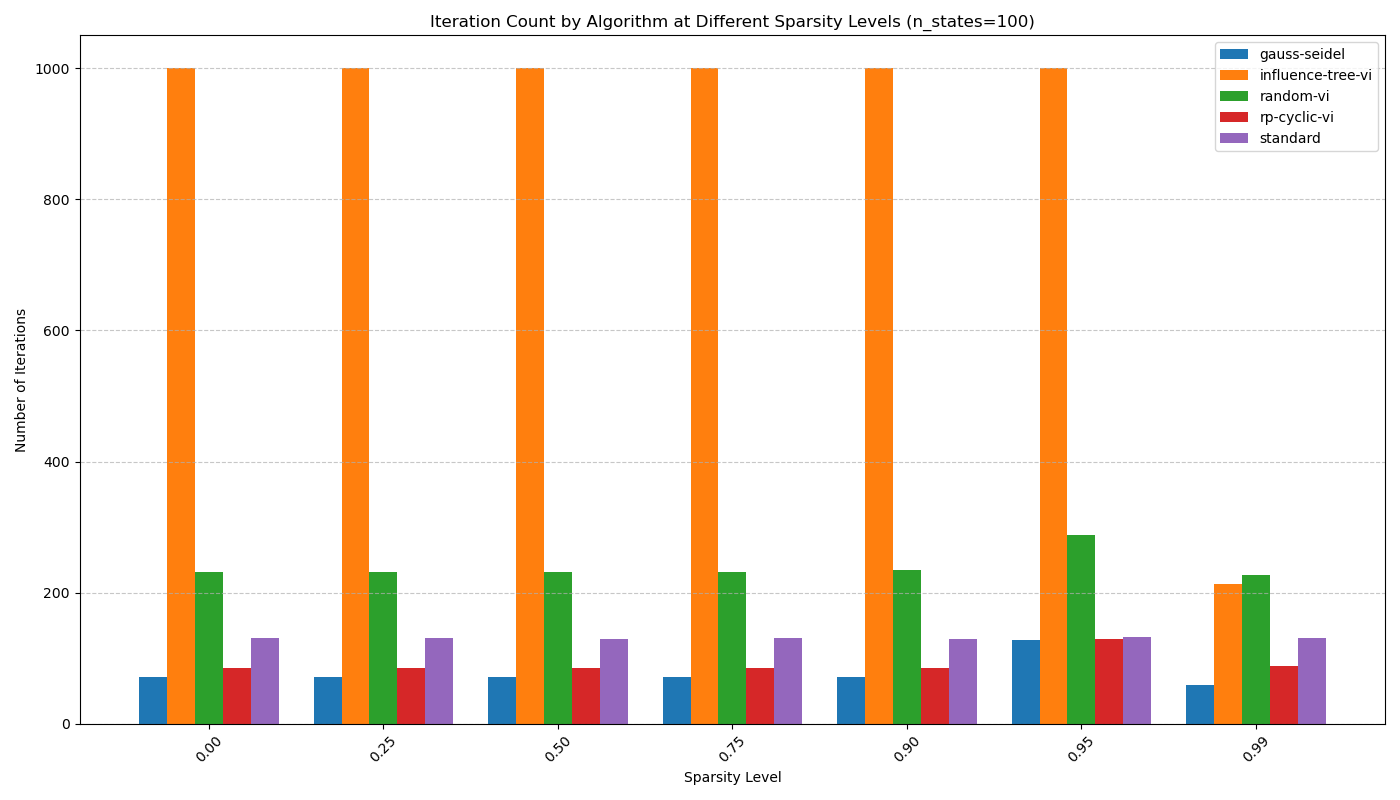 Iteration Count by Algorithm at Different Sparsity Levels (n_states=100)
gauss-seidel
influence-tree-vi
random-vi
rp-cyclic-vi
standard
Number of Iterations
1000
800
600
400
200
0
0.00
0.25
0.50
0.75
0.90
0.95
0.99
Sparsity Level